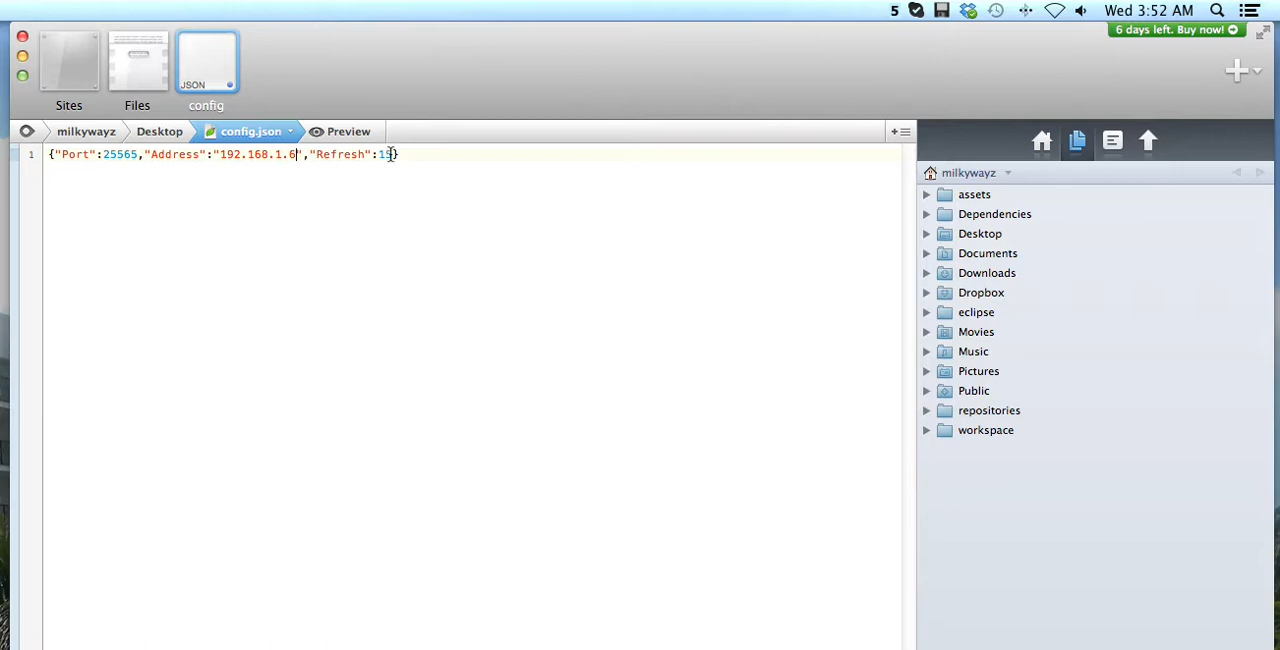 5 Wed 3:52 AM
6 days left. Buy now!
JSON
Sites Files config
milkywayz Desktop config.json Preview
1 {"Port":25565,"Address":"192.168.1.6","Refresh":15}
milkywayz
assets
Dependencies
Desktop
Documents
Downloads
Dropbox
eclipse
Movies
Music
Pictures
Public
repositories
workspace